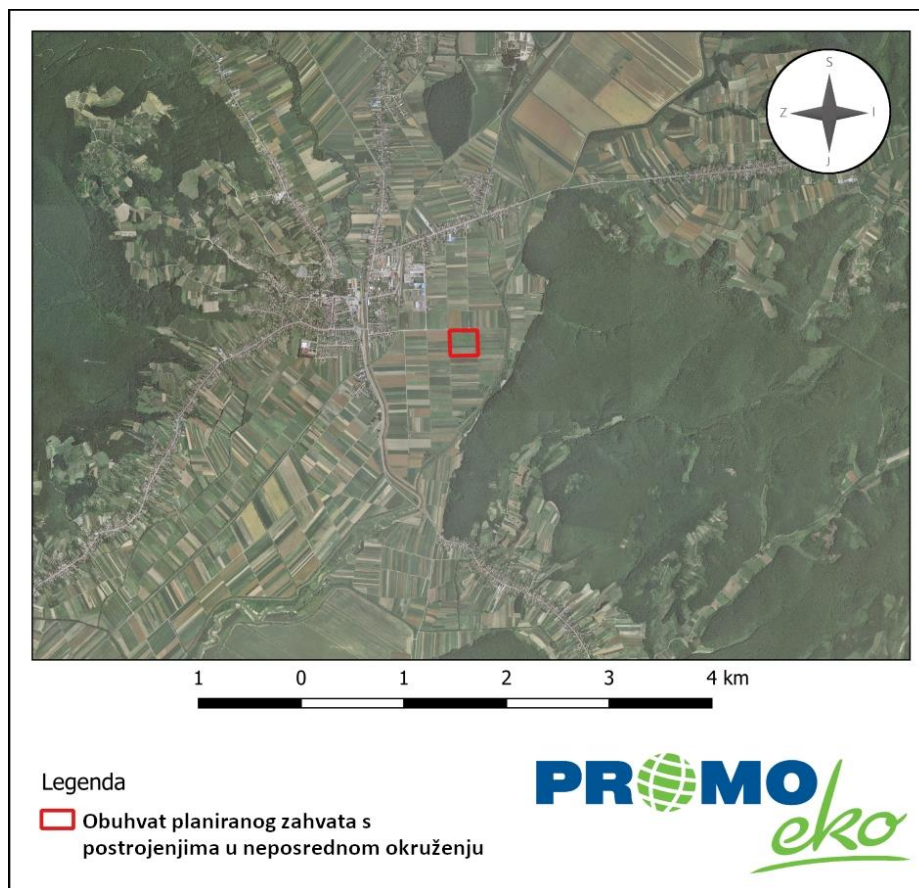 S
Z I
J
1 0 1 2 3 4 km
Legenda
Obuhvat planiranog zahvata s
postrojenjima u neposrednom okruženju
PROMO
eko